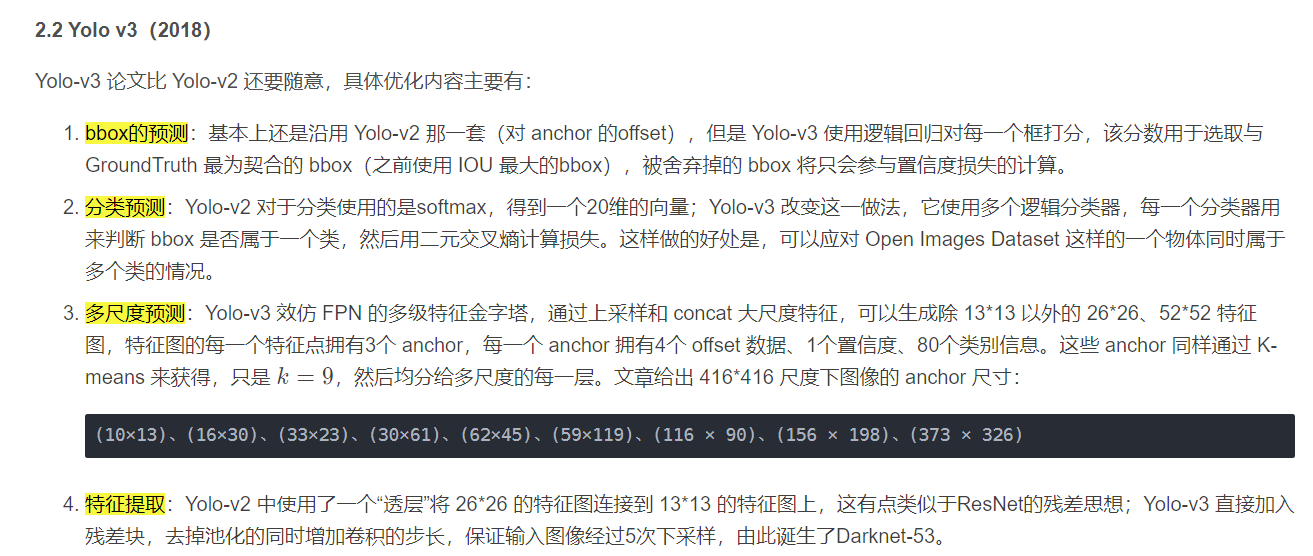 2.2 Yolo v3（2018）
Yolo-v3 论文比 Yolo-v2 还要随意，具体优化内容主要有：
1. bbox的预测：基本上还是沿用 Yolo-v2 那一套（对 anchor 的offset），但是 Yolo-v3 使用逻辑回归对每一个框打分，该分数用于选取与
GroundTruth 最为契合的 bbox（之前使用 IOU 最大的bbox），被舍弃掉的 bbox 将只会参与置信度损失的计算。
2. 分类预测：Yolo-v2 对于分类使用的是softmax，得到一个20维的向量；Yolo-v3 改变这一做法，它使用多个逻辑分类器，每一个分类器用
来判断 bbox 是否属于一个类，然后用二元交叉熵计算损失。这样做的好处是，可以应对 Open Images Dataset 这样的一个物体同时属于
多个类的情况。
3. 多尺度预测：Yolo-v3 效仿 FPN 的多级特征金字塔，通过上采样和 concat 大尺度特征，可以生成除 13*13 以外的 26*26、52*52 特征
图，特征图的每一个特征点拥有3个 anchor，每一个 anchor 拥有4个 offset 数据、1个置信度、80个类别信息。这些 anchor 同样通过 K-
means 来获得，只是 k = 9，然后均分给多尺度的每一层。文章给出 416*416 尺度下图像的 anchor 尺寸：
(10×13)、(16×30)、(33×23)、(30×61)、(62×45)、(59×119)、(116 × 90)、(156 × 198)、(373 × 326)
4. 特征提取：Yolo-v2 中使用了一个“透层”将 26*26 的特征图连接到 13*13 的特征图上，这有点类似于ResNet的残差思想；Yolo-v3 直接加入
残差块，去掉池化的同时增加卷积的步长，保证输入图像经过5次下采样，由此诞生了Darknet-53。